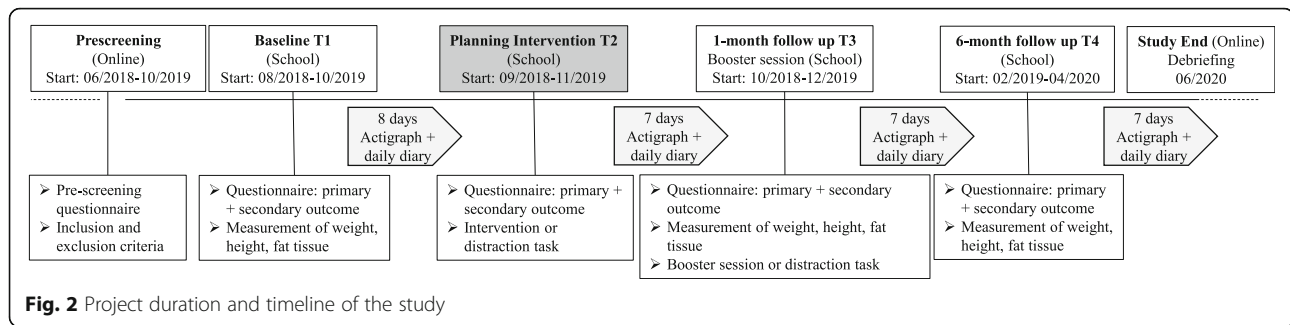 Prescreening
(Online)
Start: 06/2018-10/2019
Baseline T1
(School)
Start: 08/2018-10/2019
Planning Intervention T2
(School)
Start: 09/2018-11/2019
1-month follow up T3
Booster session (School)
Start: 10/2018-12/2019
6-month follow up T4
(School)
Start: 02/2019-04/2020
Study End (Online)
Debriefing
06/2020
8 days
Actigraph +
daily diary
7 days
Actigraph +
daily diary
7 days
Actigraph +
daily diary
7 days
Actigraph +
daily diary
➢ Pre-screening
questionnaire
➢ Inclusion and
exclusion criteria
➢ Questionnaire: primary
+ secondary outcome
➢ Measurement of weight,
height, fat tissue
➢ Questionnaire: primary +
secondary outcome
➢ Intervention or
distraction task
➢ Questionnaire: primary + secondary
outcome
➢ Measurement of weight, height, fat
tissue
➢ Booster session or distraction task
➢ Questionnaire: primary
+ secondary outcome
➢ Measurement of weight,
height, fat tissue
Fig. 2 Project duration and timeline of the study